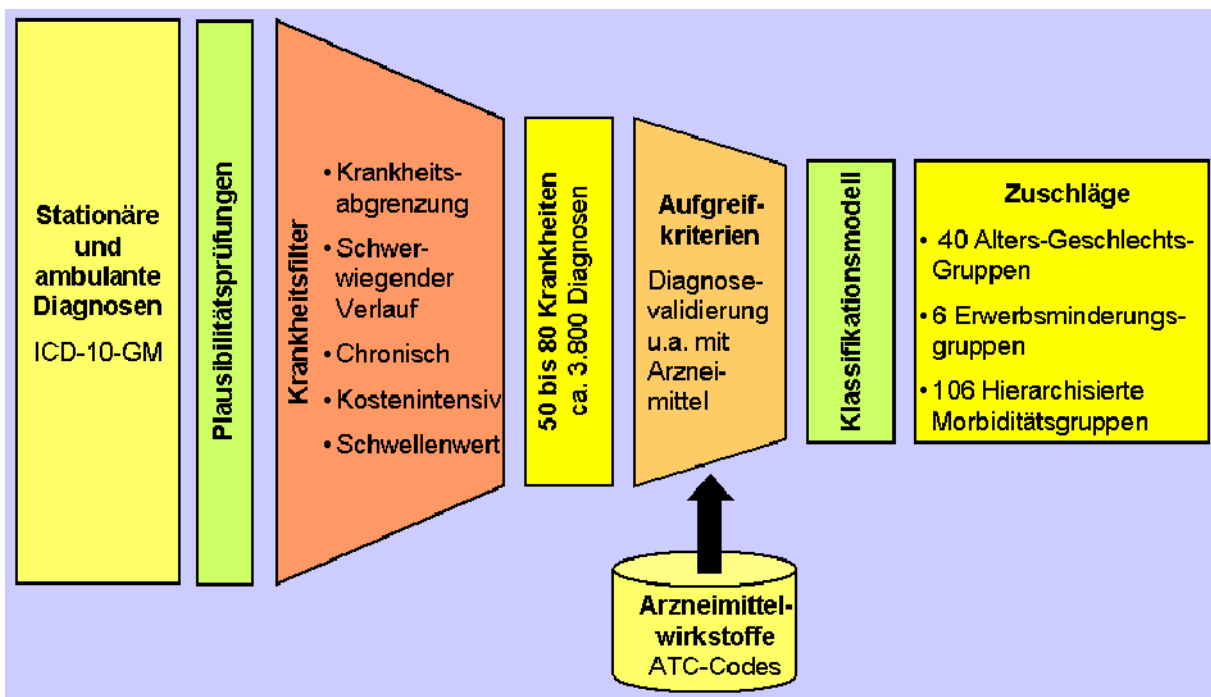 Stationäre
und
ambulante
Diagnosen
ICD-10-GM
Plausibilitätsprüfungen
Krankheitsfilter
• Krankheits-
abgrenzung
• Schwer-
wiegender
Verlauf
• Chronisch
• Kostenintensiv
• Schwellenwert
50 bis 80 Krankheiten
ca. 3.800 Diagnosen
Aufgreif-
kriterien
Diagnose-
validierung
u.a. mit
Arznei-
mittel
Arzneimittel-
wirkstoffe
ATC-Codes
Klassifikationsmodell
Zuschläge
• 40 Alters-Geschlechts-
Gruppen
• 6 Erwerbsminderungs-
gruppen
• 106 Hierarchisierte
Morbiditätsgruppen